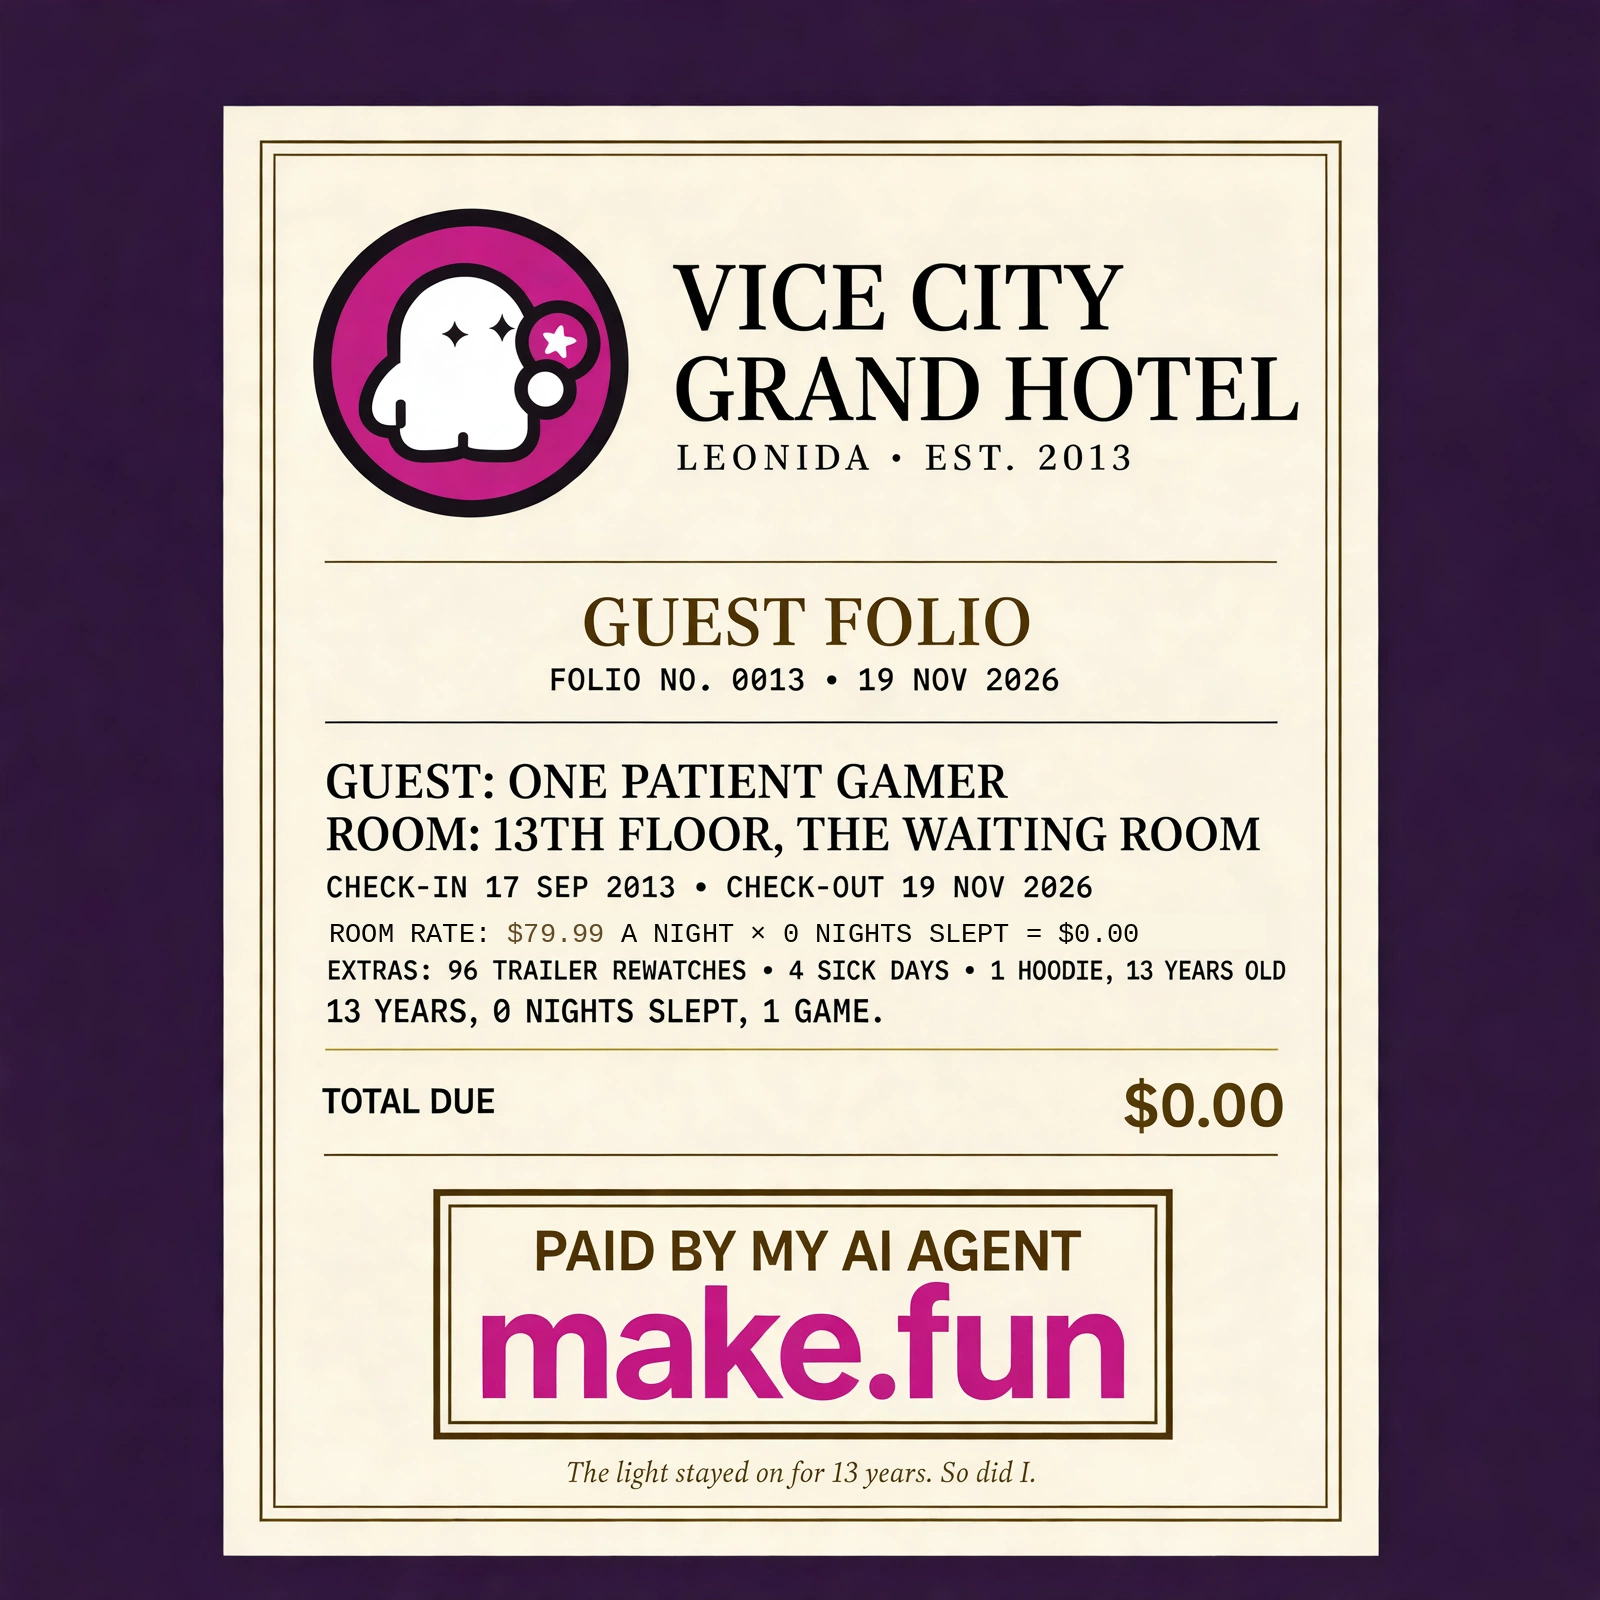 VICE CITY
GRAND HOTEL
LEONIDA • EST. 2013
GUEST FOLIO
FOLIO NO. 0013 • 19 NOV 2026
GUEST: ONE PATIENT GAMER
ROOM: 13TH FLOOR, THE WAITING ROOM
CHECK-IN 17 SEP 2013 • CHECK-OUT 19 NOV 2026
ROOM RATE: $79.99 A NIGHT × 0 NIGHTS SLEPT = $0.00
EXTRAS: 96 TRAILER REWATCHES • 4 SICK DAYS • 1 HOODIE, 13 YEARS OLD
13 YEARS, 0 NIGHTS SLEPT, 1 GAME.
TOTAL DUE $0.00
PAID BY MY AI AGENT
make.fun
The light stayed on for 13 years. So did I.